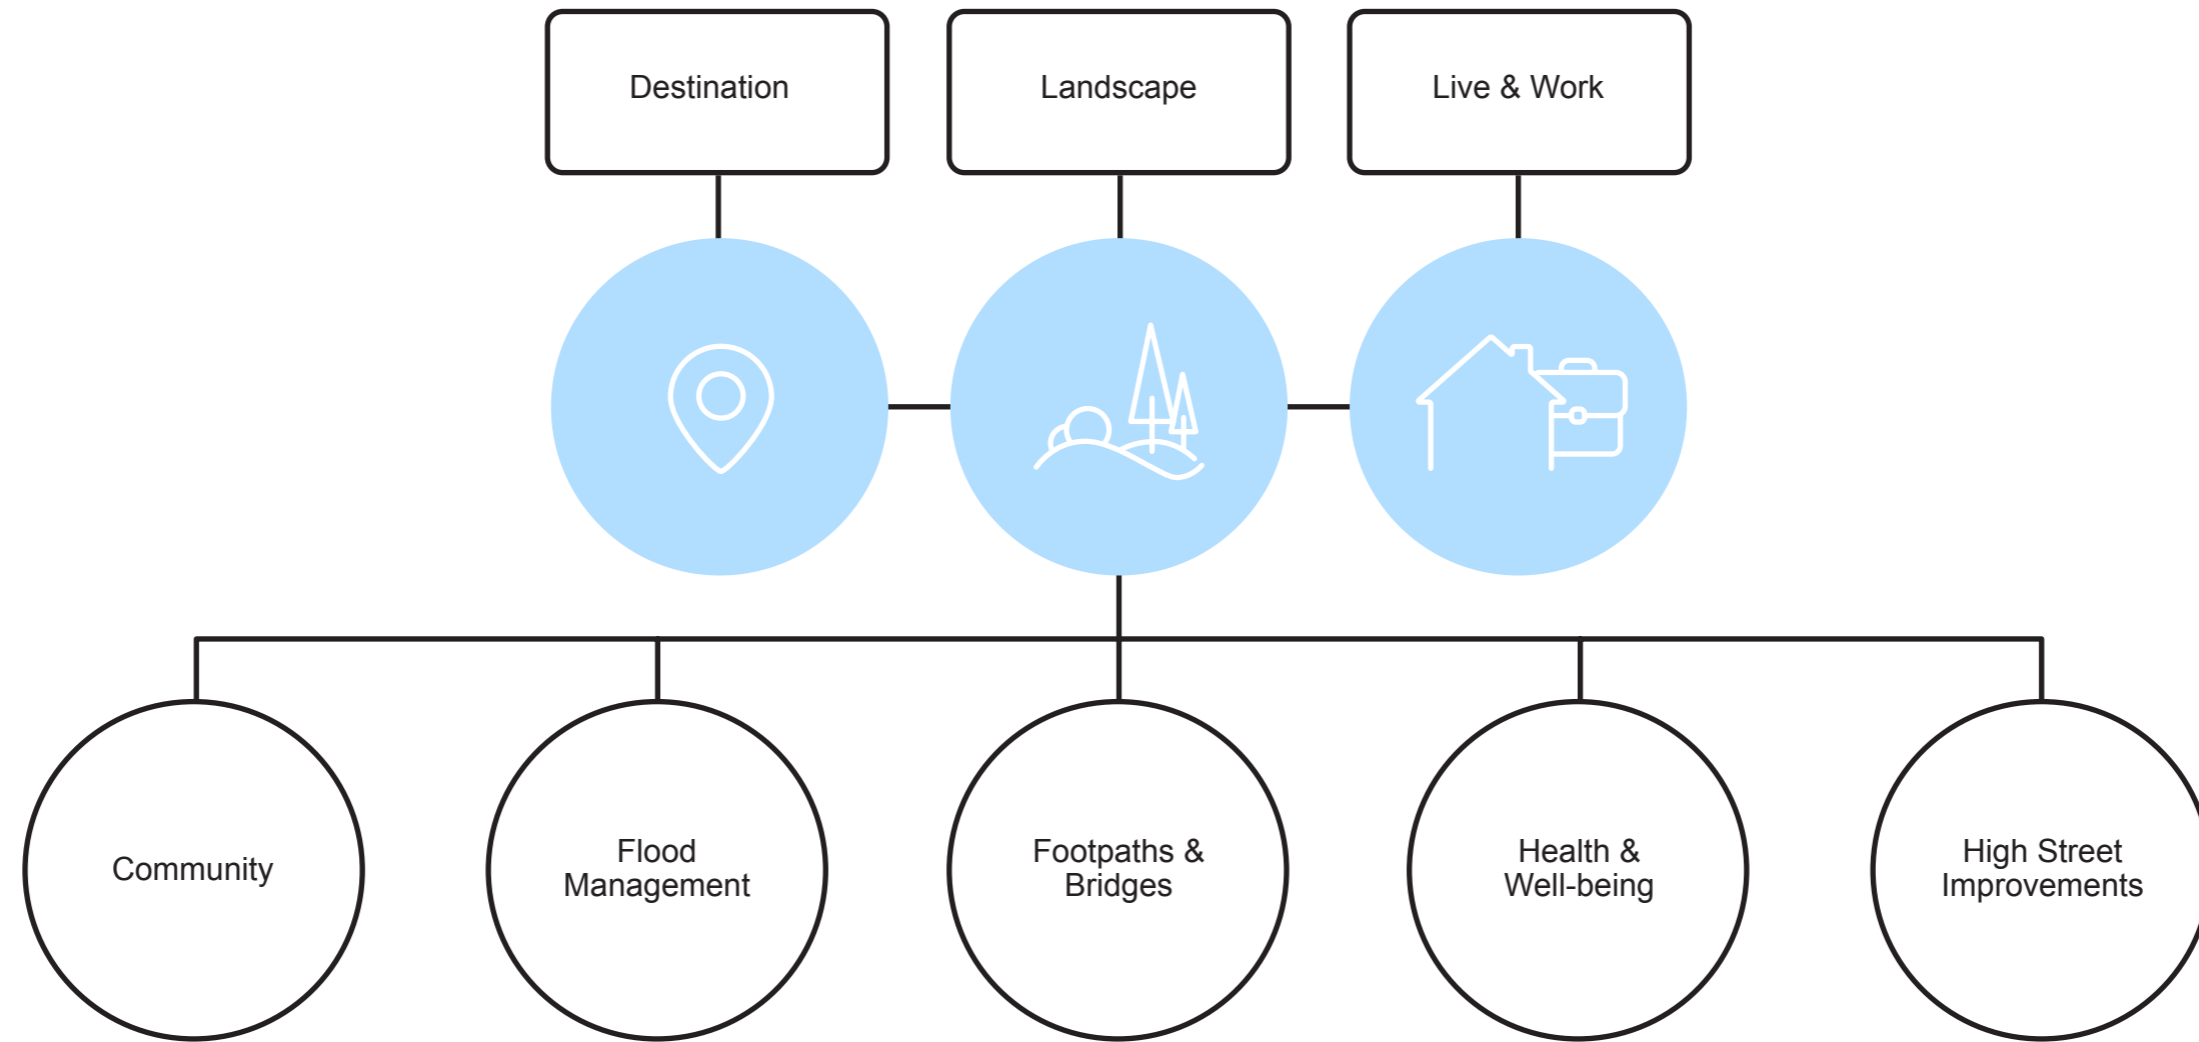 Destination
Landscape
Live & Work
Community
Flood
Management
Footpaths &
Bridges
Health &
Well-being
High Street
Improvements